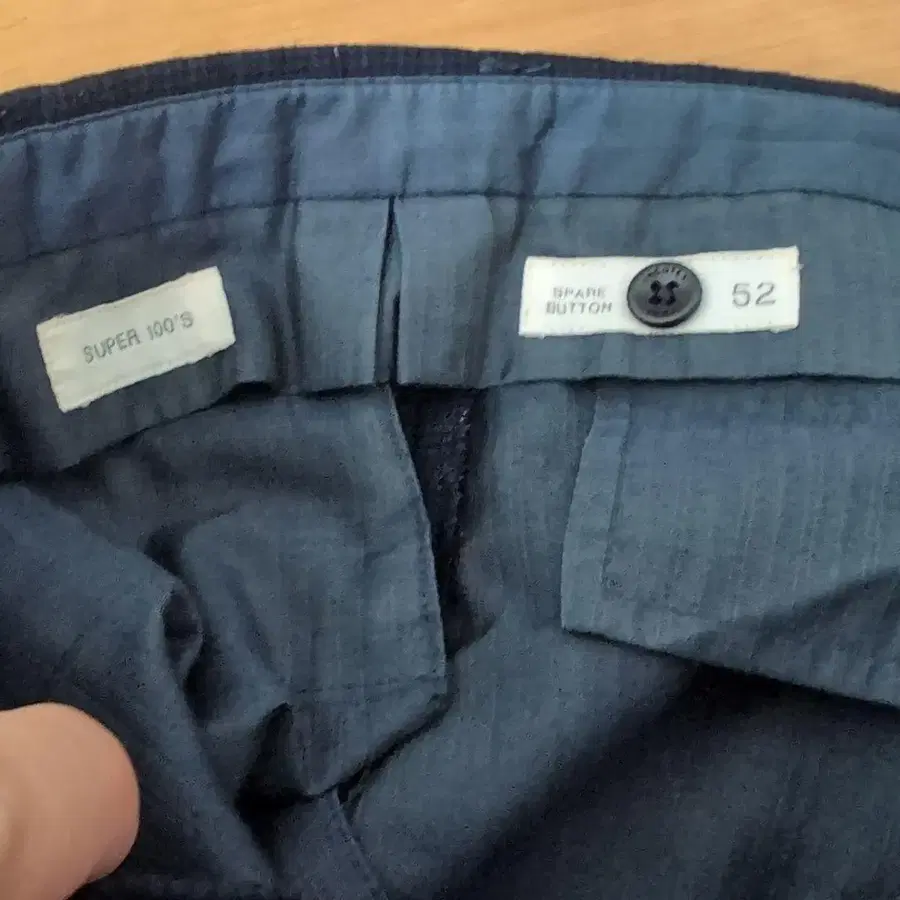 SUPER 100'S
SPARE
BUTTON
52